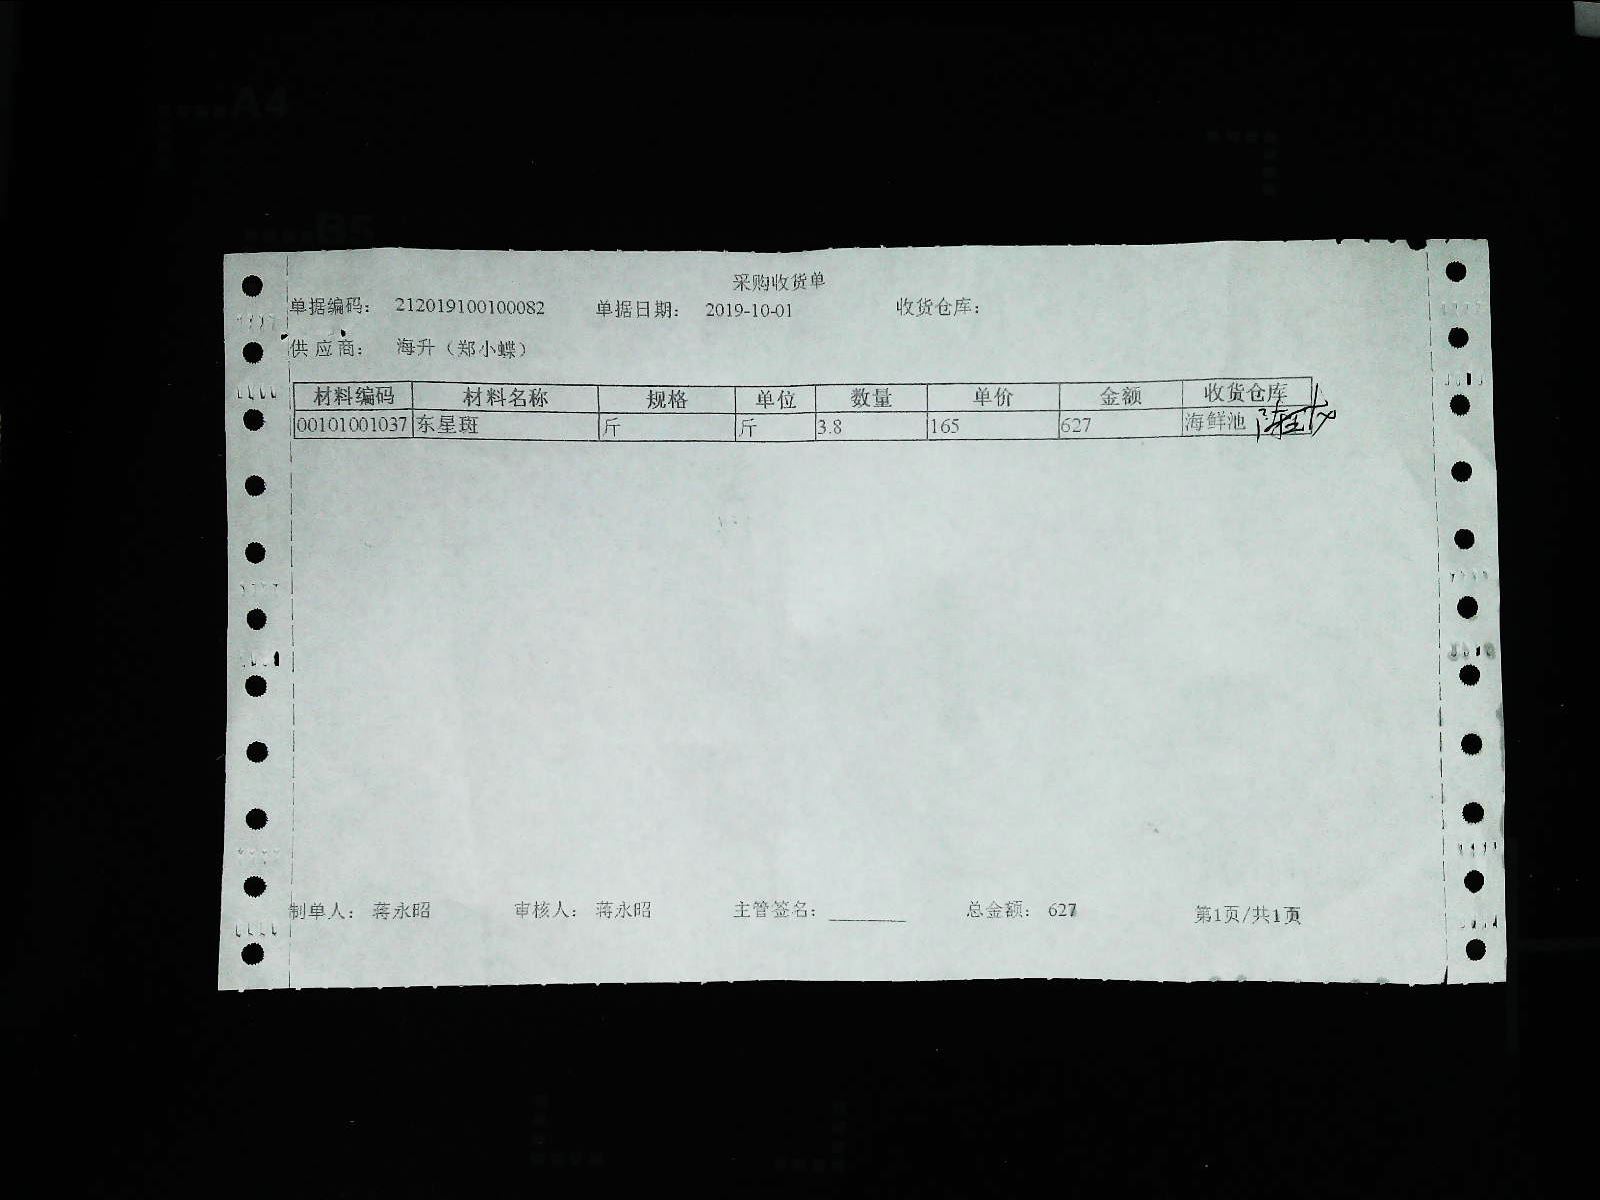 A4
B5
采购收货单
单据编码： 212019100100082 单据日期： 2019-10-01 收货仓库：
供应商： 海升（郑小蝶）
材料编码 材料名称 规格 单位 数量 单价 金额 收货仓库
00101001037 东星斑 斤 斤 3.8 165 627 海鲜池
制单人： 蒋永昭 审核人： 蒋永昭 主管签名： 总金额： 627 第1页/共1页